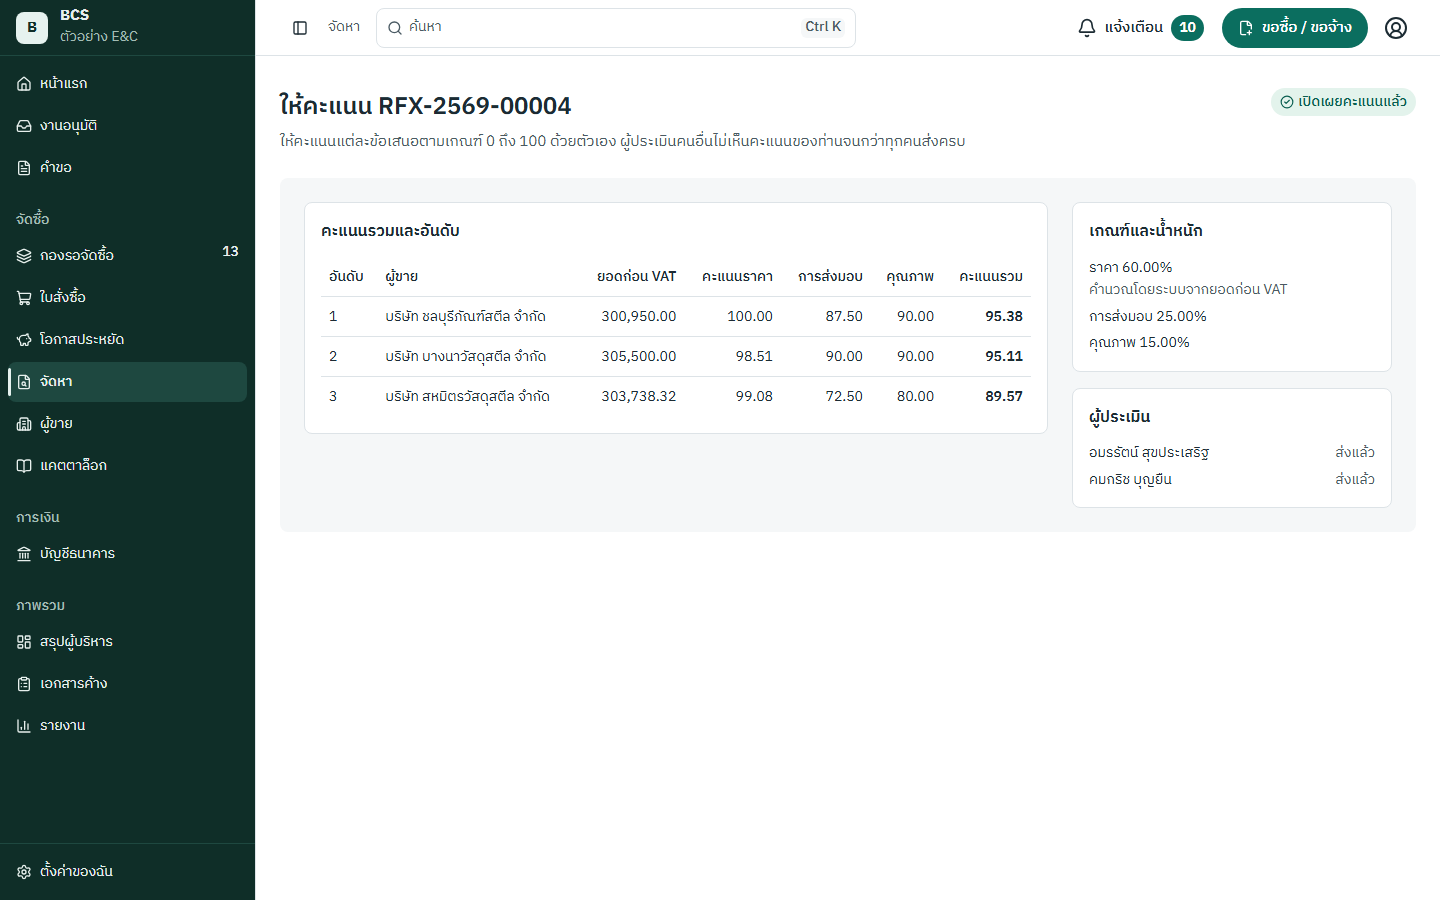 B
BCS
ตัวอย่าง E&C
หน้าแรก
งานอนุมัติ
คำขอ
จัดซื้อ
กองรอจัดซื้อ 13
ใบสั่งซื้อ
โอกาสประหยัด
จัดหา
ผู้ขาย
แคตตาล็อก
การเงิน
บัญชีธนาคาร
ภาพรวม
สรุปผู้บริหาร
เอกสารค้าง
รายงาน
ตั้งค่าของฉัน
จัดหา ค้นหา Ctrl K แจ้งเตือน 10 ขอซื้อ / ขอจ้าง
ให้คะแนน RFX-2569-00004 เปิดเผยคะแนนแล้ว
ให้คะแนนแต่ละข้อเสนอตามเกณฑ์ 0 ถึง 100 ด้วยตัวเอง ผู้ประเมินคนอื่นไม่เห็นคะแนนของท่านจนกว่าทุกคนส่งครบ
คะแนนรวมและอันดับ
อันดับ ผู้ขาย ยอดก่อน VAT คะแนนราคา การส่งมอบ คุณภาพ คะแนนรวม
1 บริษัท ชลบุรีภัณฑ์สตีล จำกัด 300,950.00 100.00 87.50 90.00 95.38
2 บริษัท บางนาวัสดุสตีล จำกัด 305,500.00 98.51 90.00 90.00 95.11
3 บริษัท สหมิตรวัสดุสตีล จำกัด 303,738.32 99.08 72.50 80.00 89.57
เกณฑ์และน้ำหนัก
ราคา 60.00%
คำนวณโดยระบบจากยอดก่อน VAT
การส่งมอบ 25.00%
คุณภาพ 15.00%
ผู้ประเมิน
อมรรัตน์ สุขประเสริฐ ส่งแล้ว
คมกริช บุญยืน ส่งแล้ว